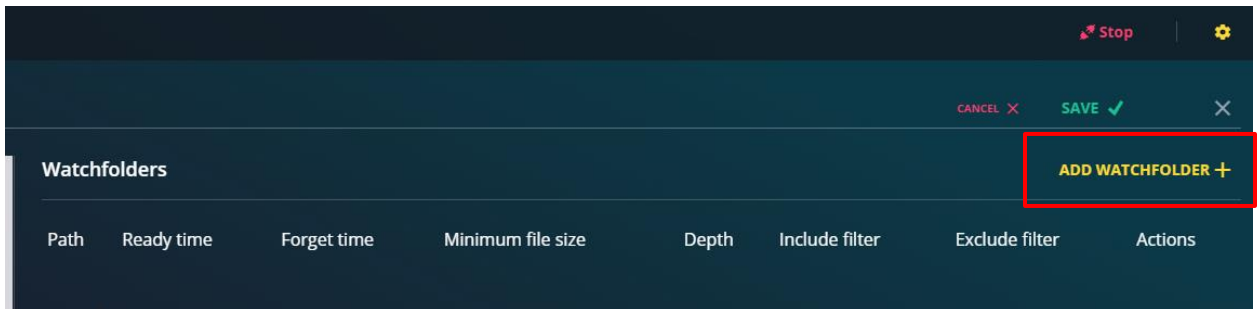 Stop
CANCEL SAVE
Watchfolders ADD WATCHFOLDER
Path Ready time Forget time Minimum file size Depth Include filter Exclude filter Actions